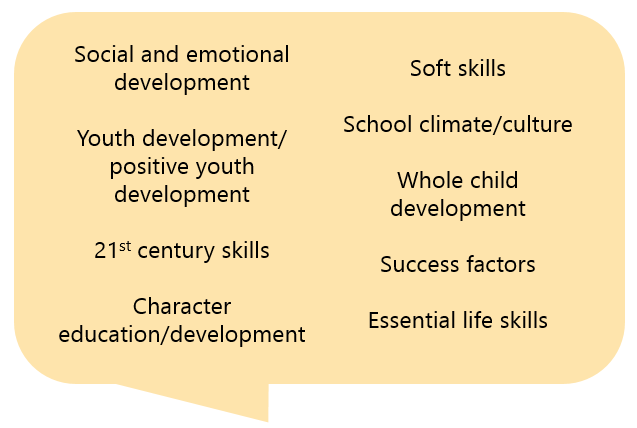 Social and emotional
development
Youth development/
positive youth
development
21st century skills
Character
education/development
Soft skills
School climate/culture
Whole child
development
Success factors
Essential life skills